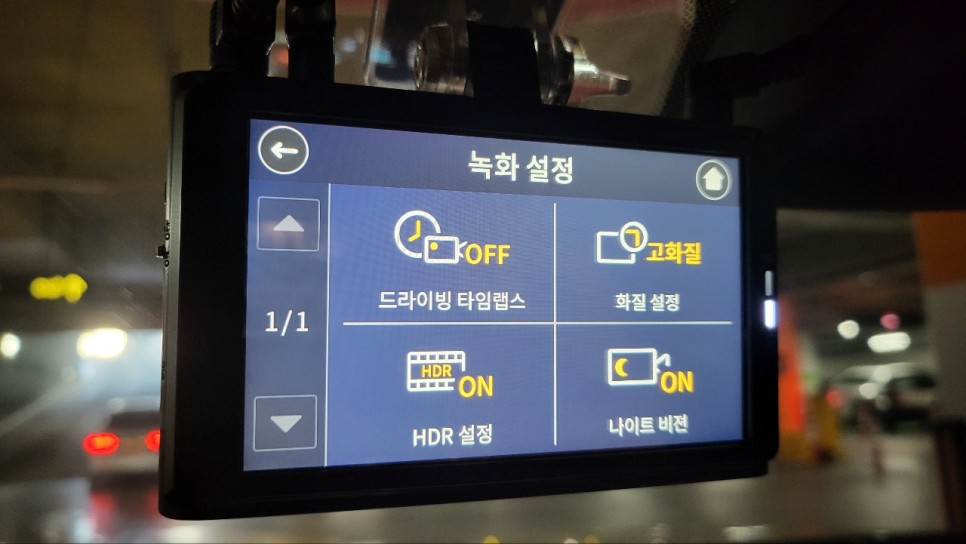 녹화 설정
OFF
드라이빙 타임랩스
고화질
화질 설정
1/1
HDR
ON
HDR 설정
ON
나이트 비젼